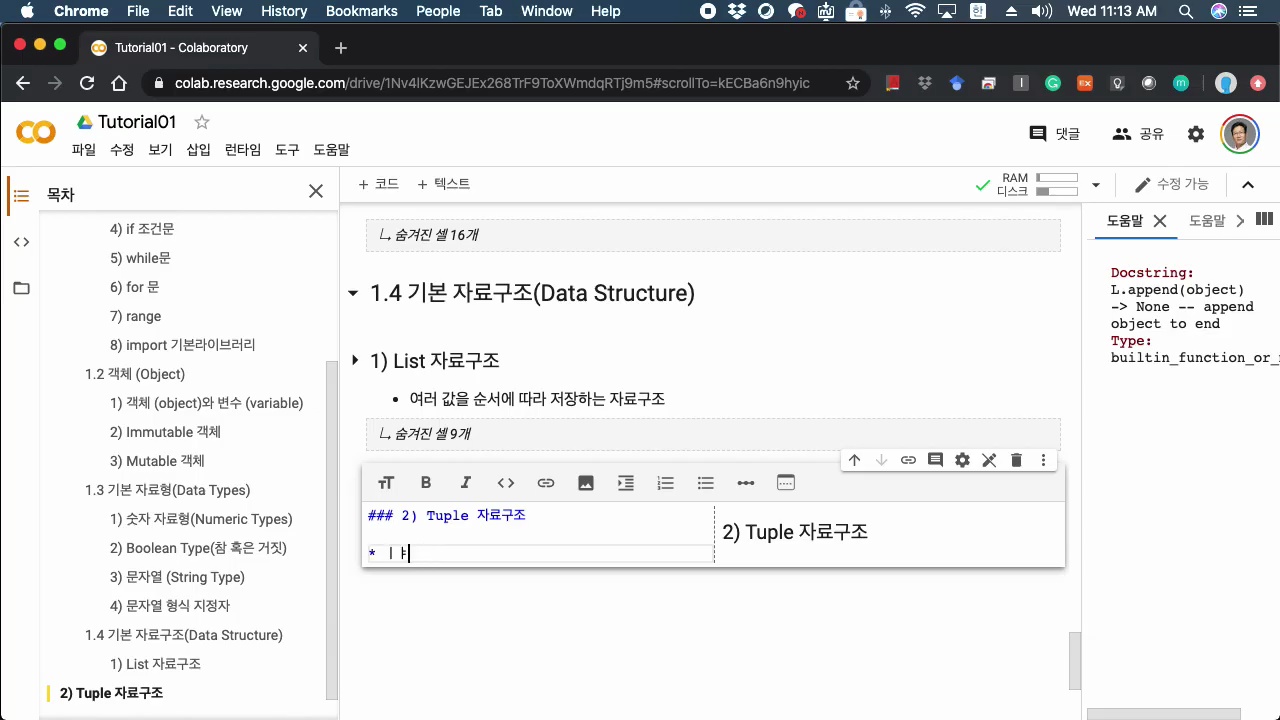 Chrome File Edit View History Bookmarks People Tab Window Help 한 Wed 11:13 AM
Tutorial01 - Colaboratory
colab.research.google.com/drive/1Nv4lKzwGEJEx268TrF9ToXWmdqRTj9m5#scrollTo=kECBa6n9hyic
Tutorial01
댓글 공유
파일 수정 보기 삽입 런타임 도구 도움말
목차
+ 코드 + 텍스트
RAM
디스크
수정 가능
4) if 조건문
5) while문
6) for 문
7) range
8) import 기본라이브러리
1.2 객체 (Object)
1) 객체 (object)와 변수 (variable)
2) Immutable 객체
3) Mutable 객체
1.3 기본 자료형(Data Types)
1) 숫자 자료형(Numeric Types)
2) Boolean Type(참 혹은 거짓)
3) 문자열 (String Type)
4) 문자열 형식 지정자
1.4 기본 자료구조(Data Structure)
1) List 자료구조
2) Tuple 자료구조
숨겨진 셀 16개
1.4 기본 자료구조(Data Structure)
1) List 자료구조
• 여러 값을 순서에 따라 저장하는 자료구조
숨겨진 셀 9개
### 2) Tuple 자료구조
* ㅣㅑ
2) Tuple 자료구조
도움말 도움말
Docstring:
L.append(object)
-> None -- append
object to end
Type:
builtin_function_or_